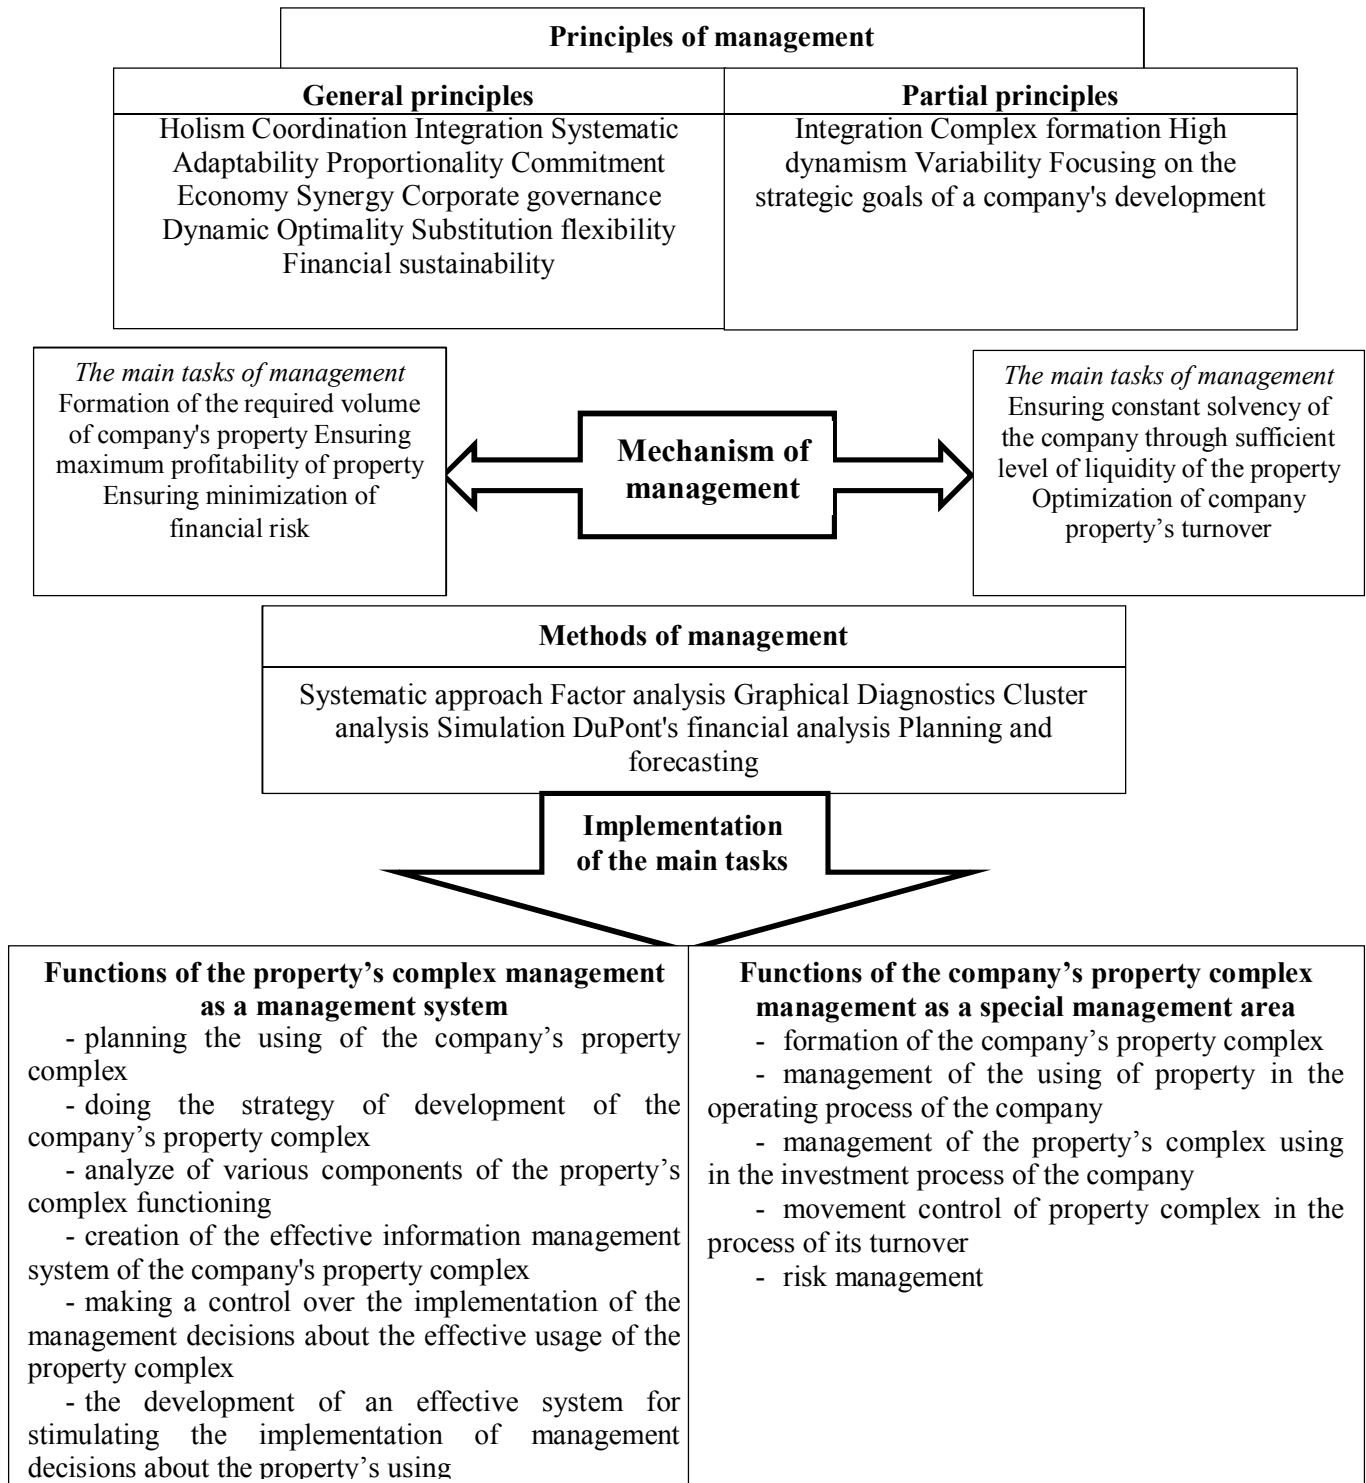 Principles of management
General principles
Holism Coordination Integration Systematic
Adaptability Proportionality Commitment
Economy Synergy Corporate governance
Dynamic Optimality Substitution flexibility
Financial sustainability
Partial principles
Integration Complex formation High
dynamism Variability Focusing on the
strategic goals of a company's development
The main tasks of management
Formation of the required volume
of company's property Ensuring
maximum profitability of property
Ensuring minimization of
financial risk
Mechanism of
management
The main tasks of management
Ensuring constant solvency of
the company through sufficient
level of liquidity of the property
Optimization of company
property’s turnover
Methods of management
Systematic approach Factor analysis Graphical Diagnostics Cluster
analysis Simulation DuPont's financial analysis Planning and
forecasting
Implementation
of the main tasks
Functions of the property’s complex management
as a management system
- planning the using of the company’s property
complex
- doing the strategy of development of the
company’s property complex
- analyze of various components of the property’s
complex functioning
- creation of the effective information management
system of the company's property complex
- making a control over the implementation of the
management decisions about the effective usage of the
property complex
- the development of an effective system for
stimulating the implementation of management
decisions about the property’s using
Functions of the company’s property complex
management as a special management area
- formation of the company’s property complex
- management of the using of property in the
operating process of the company
- management of the property’s complex using
in the investment process of the company
- movement control of property complex in the
process of its turnover
- risk management